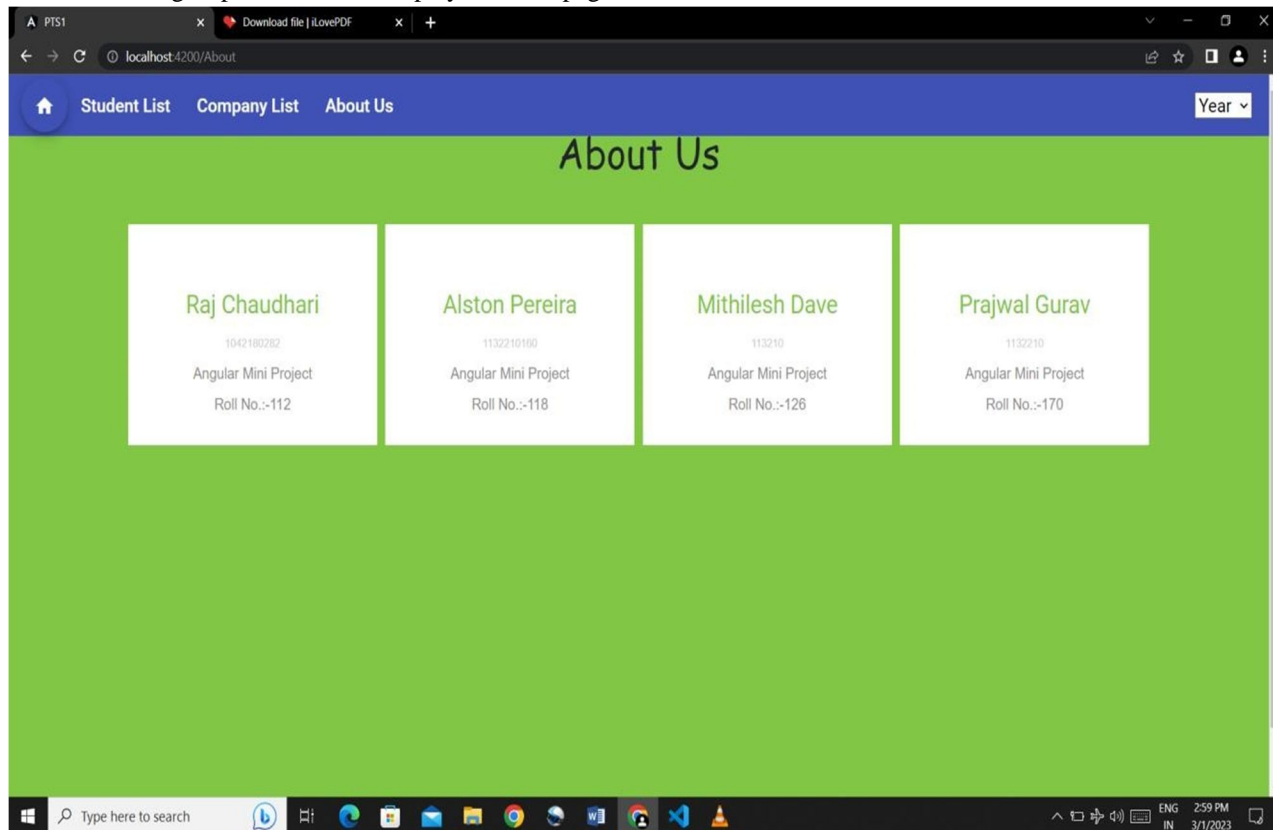 PTS1
Download file | iLovePDF
localhost:4200/About
Student List Company List About Us Year
About Us
Raj Chaudhari
1042180282
Angular Mini Project
Roll No.:-112
Alston Pereira
1132210160
Angular Mini Project
Roll No.:-118
Mithilesh Dave
113210
Angular Mini Project
Roll No.:-126
Prajwal Gurav
1132210
Angular Mini Project
Roll No.:-170
Type here to search
ENG 2:59 PM
IN 3/1/2023